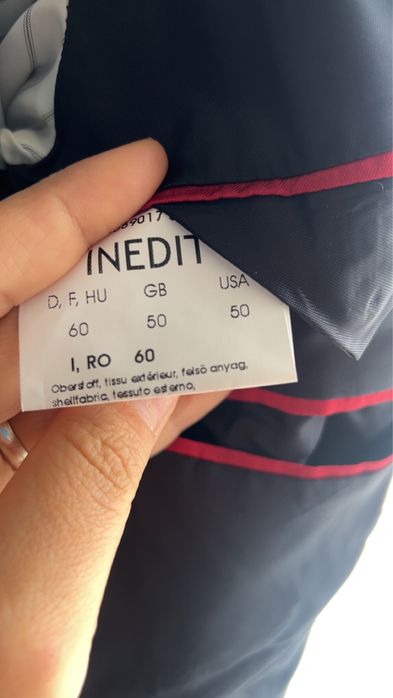 INEDIT
D, F, HU GB USA
60 50 50
I, RO 60
Oberstoff, tissu extérieur, felső anyag,
shellfabric, tessuto esterno,